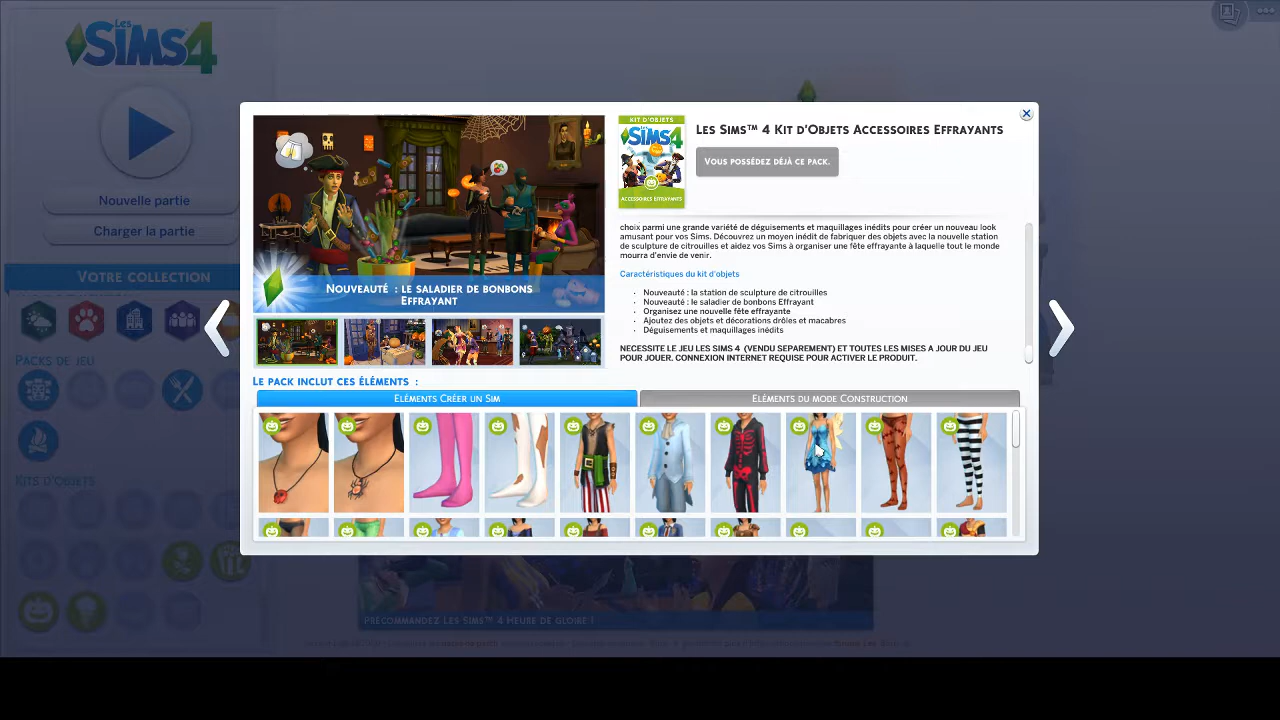 Les SIMS 4
Nouvelle partie
Charger la partie
VOTRE COLLECTION
PACKS DE JEU
KITS D'OBJETS
NOUVEAUTÉ : LE SALADIER DE BONBONS
EFFRAYANT
KIT D'OBJETS
SIMS 4
ACCESSOIRES EFFRAYANTS
LES SIMS™ 4 KIT D'OBJETS ACCESSOIRES EFFRAYANTS
VOUS POSSÉDEZ DÉJÀ CE PACK.
choix parmi une grande variété de déguisements et maquillages inédits pour créer un nouveau look
amusant pour vos Sims. Découvrez un moyen inédit de fabriquer des objets avec la nouvelle station
de sculpture de citrouilles et aidez vos Sims à organiser une fête effrayante à laquelle tout le monde
mourra d'envie de venir.
Caractéristiques du kit d'objets
· Nouveauté : la station de sculpture de citrouilles
· Nouveauté : le saladier de bonbons Effrayant
· Organisez une nouvelle fête effrayante
· Ajoutez des objets et décorations drôles et macabres
· Déguisements et maquillages inédits
NECESSITE LE JEU LES SIMS 4 (VENDU SEPAREMENT) ET TOUTES LES MISES A JOUR DU JEU
POUR JOUER. CONNEXION INTERNET REQUISE POUR ACTIVER LE PRODUIT.
LE PACK INCLUT CES ÉLÉMENTS :
ELÉMENTS CRÉER UN SIM
ELÉMENTS DU MODE CONSTRUCTION
PRÉCOMMANDEZ LES SIMS™ 4 HEURE DE GLOIRE !